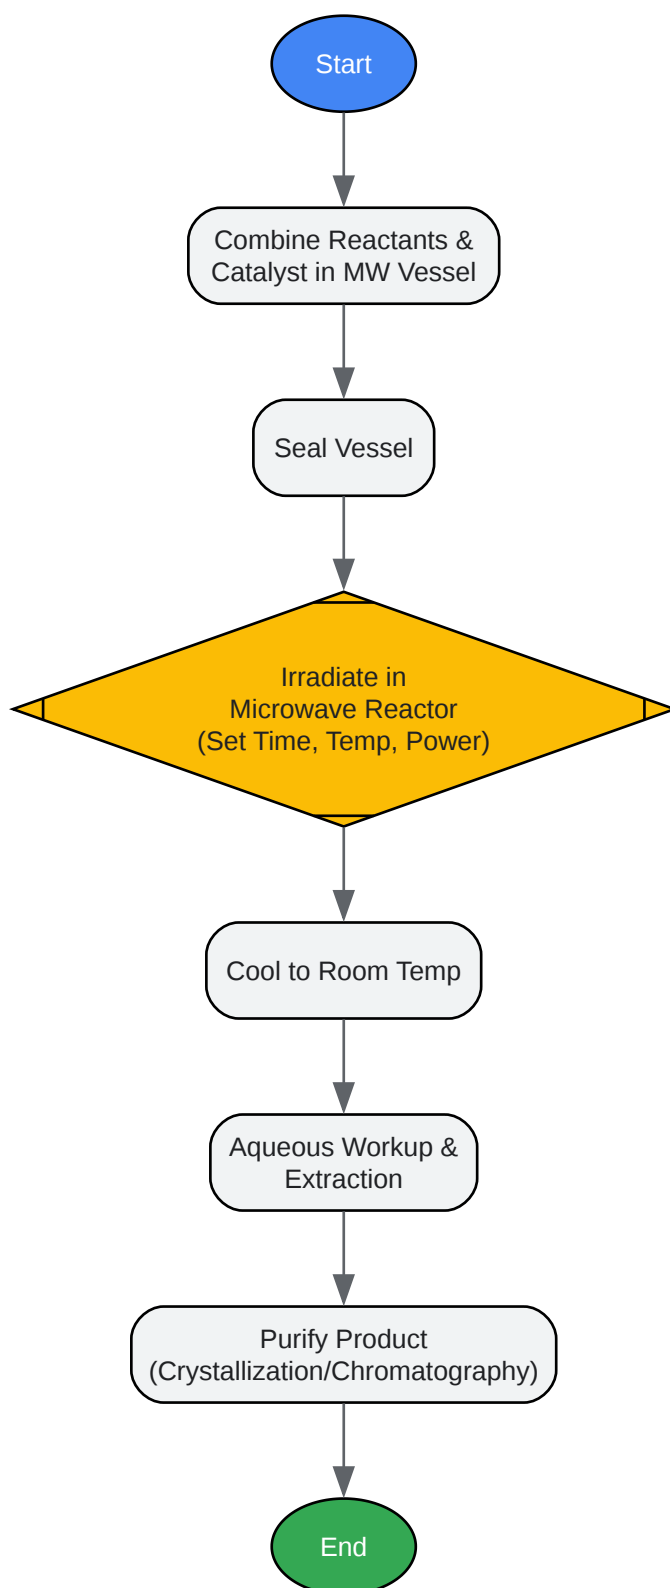 Start
Combine Reactants &
Catalyst in MW Vessel
Seal Vessel
Irradiate in
Microwave Reactor
(Set Time, Temp, Power)
Cool to Room Temp
Aqueous Workup &
Extraction
Purify Product
(Crystallization/Chromatography)
End